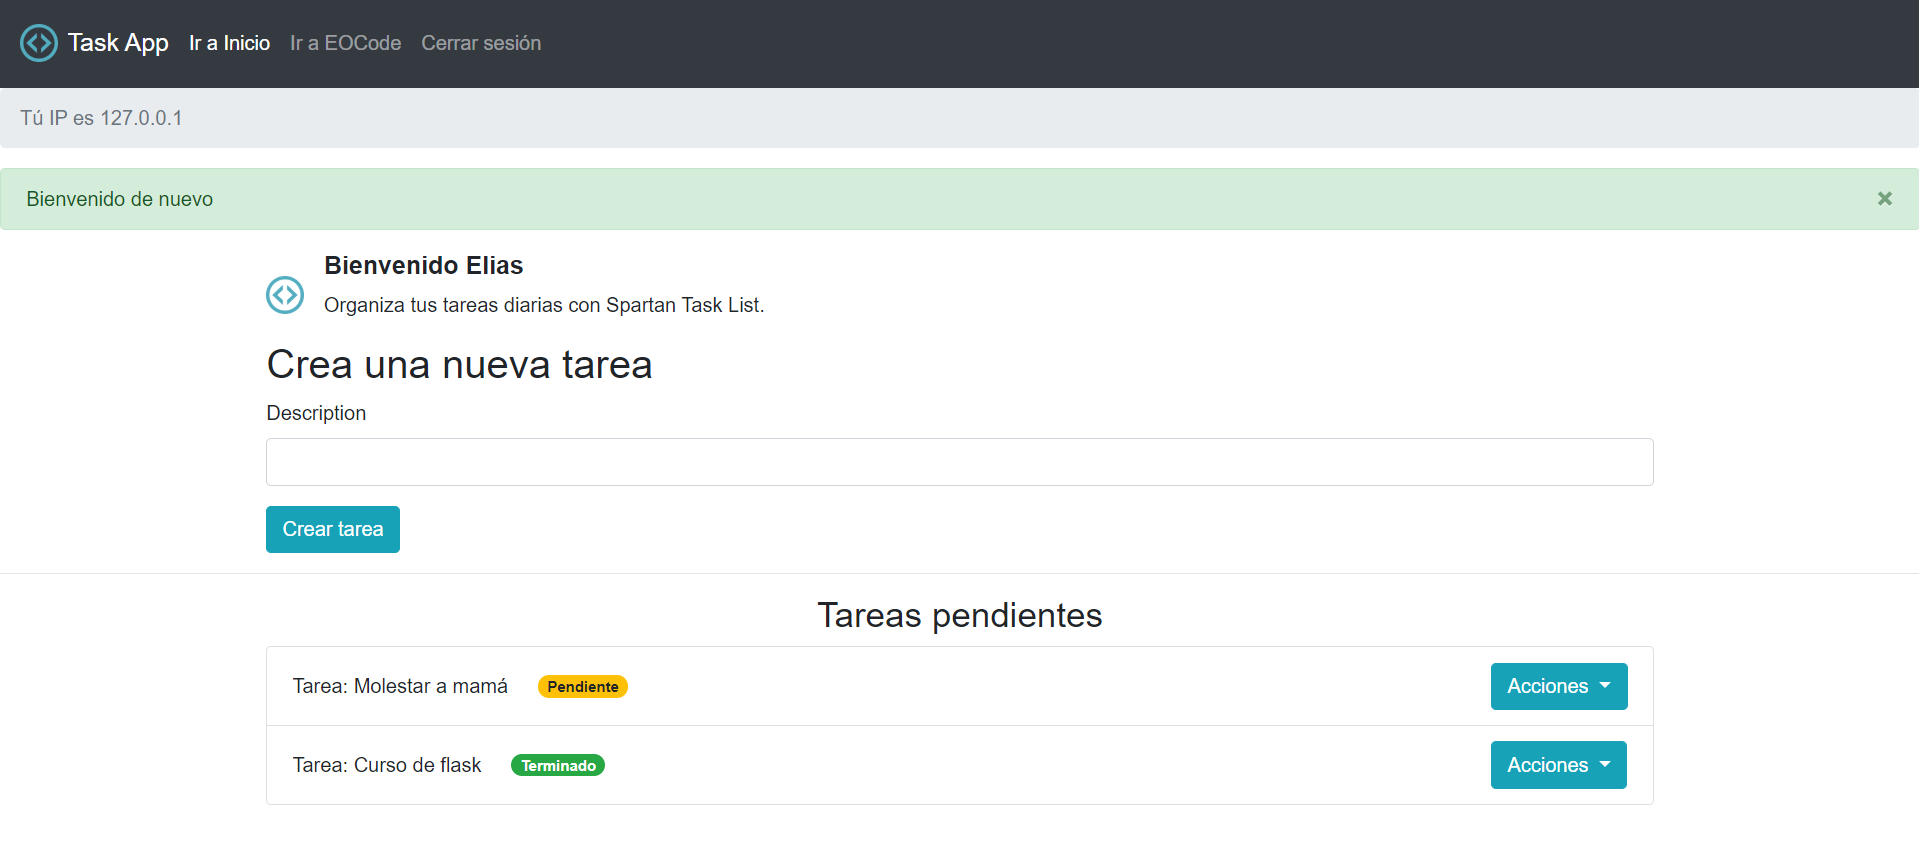 Task App Ir a Inicio Ir a EOCode Cerrar sesión
Tú IP es 127.0.0.1
Bienvenido de nuevo ×
Bienvenido Elias
Organiza tus tareas diarias con Spartan Task List.
Crea una nueva tarea
Description
Crear tarea
Tareas pendientes
Tarea: Molestar a mamá Pendiente Acciones
Tarea: Curso de flask Terminado Acciones